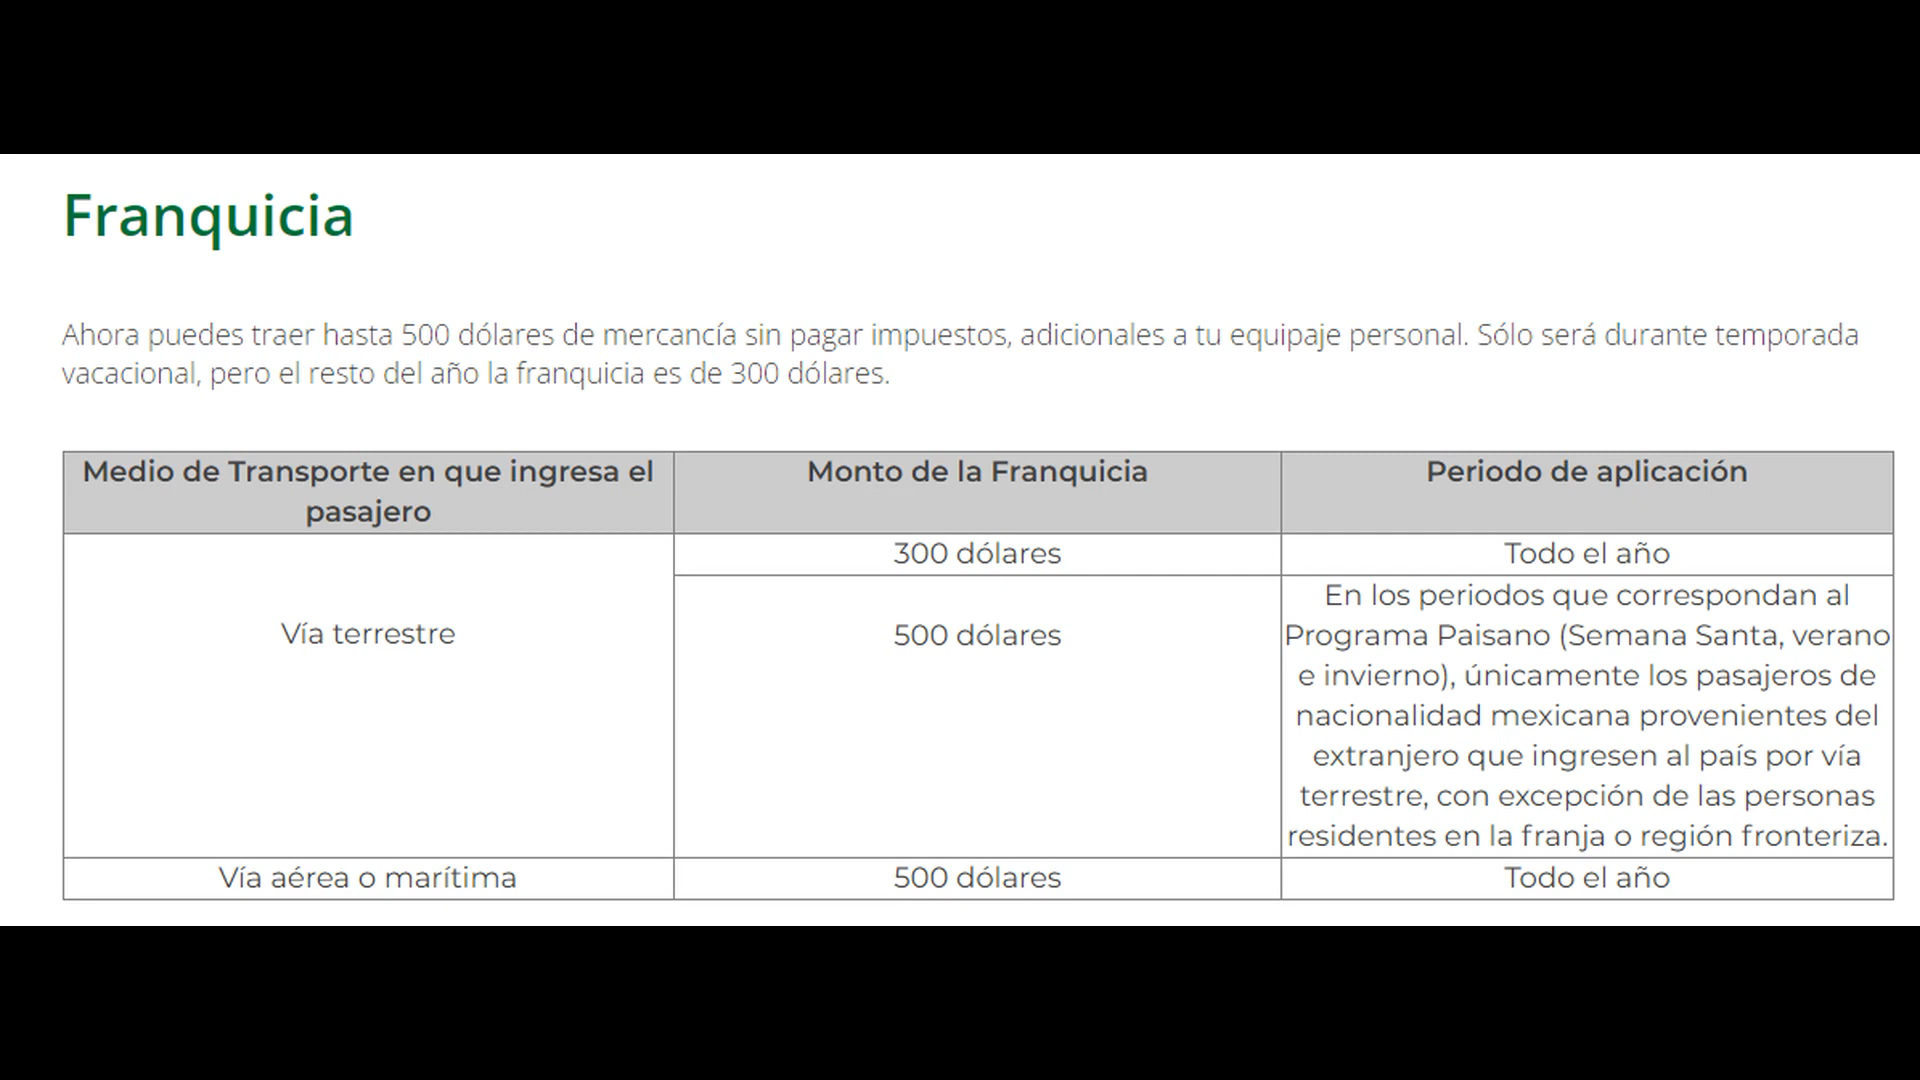 Franquicia
Ahora puedes traer hasta 500 dólares de mercancía sin pagar impuestos, adicionales a tu equipaje personal. Sólo será durante temporada
vacacional, pero el resto del año la franquicia es de 300 dólares.
Medio de Transporte en que ingresa el
pasajero
Monto de la Franquicia
Periodo de aplicación
Vía terrestre
300 dólares
Todo el año
500 dólares
En los periodos que correspondan al
Programa Paisano (Semana Santa, verano
e invierno), únicamente los pasajeros de
nacionalidad mexicana provenientes del
extranjero que ingresen al país por vía
terrestre, con excepción de las personas
residentes en la franja o región fronteriza.
Vía aérea o marítima
500 dólares
Todo el año